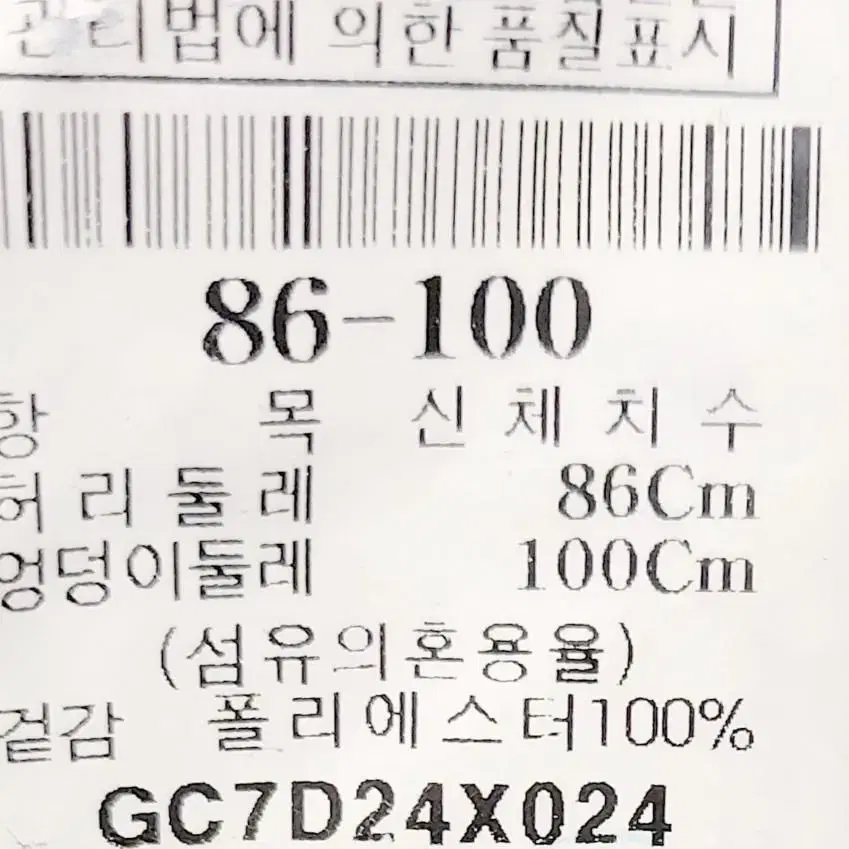 관리법에 의한 품질표시
86-100
항 목 신 체 치 수
허 리 둘 레 86Cm
엉덩이둘레 100Cm
(섬유의혼용율)
겉감 폴리에스터100%
GC7D24X024